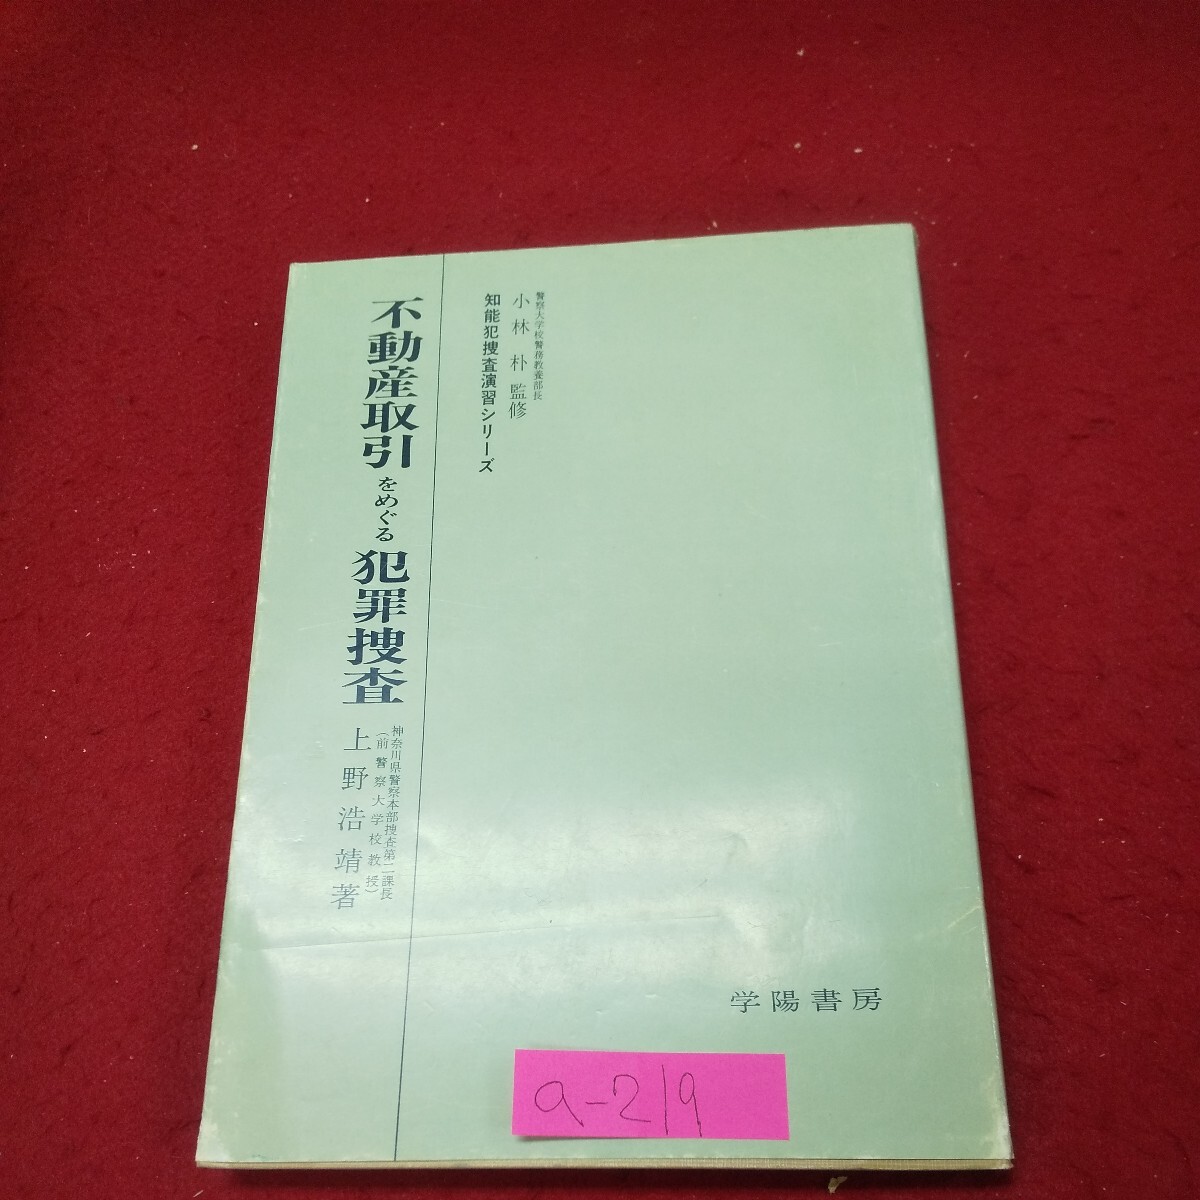 警察大学校警務教養部長
小林 朴 監修
知能犯捜査演習シリーズ
不動産取引をめぐる犯罪捜査
神奈川県警察本部捜査第二課長
(前警察大学校教授)
上野浩靖著
学陽書房
a-219